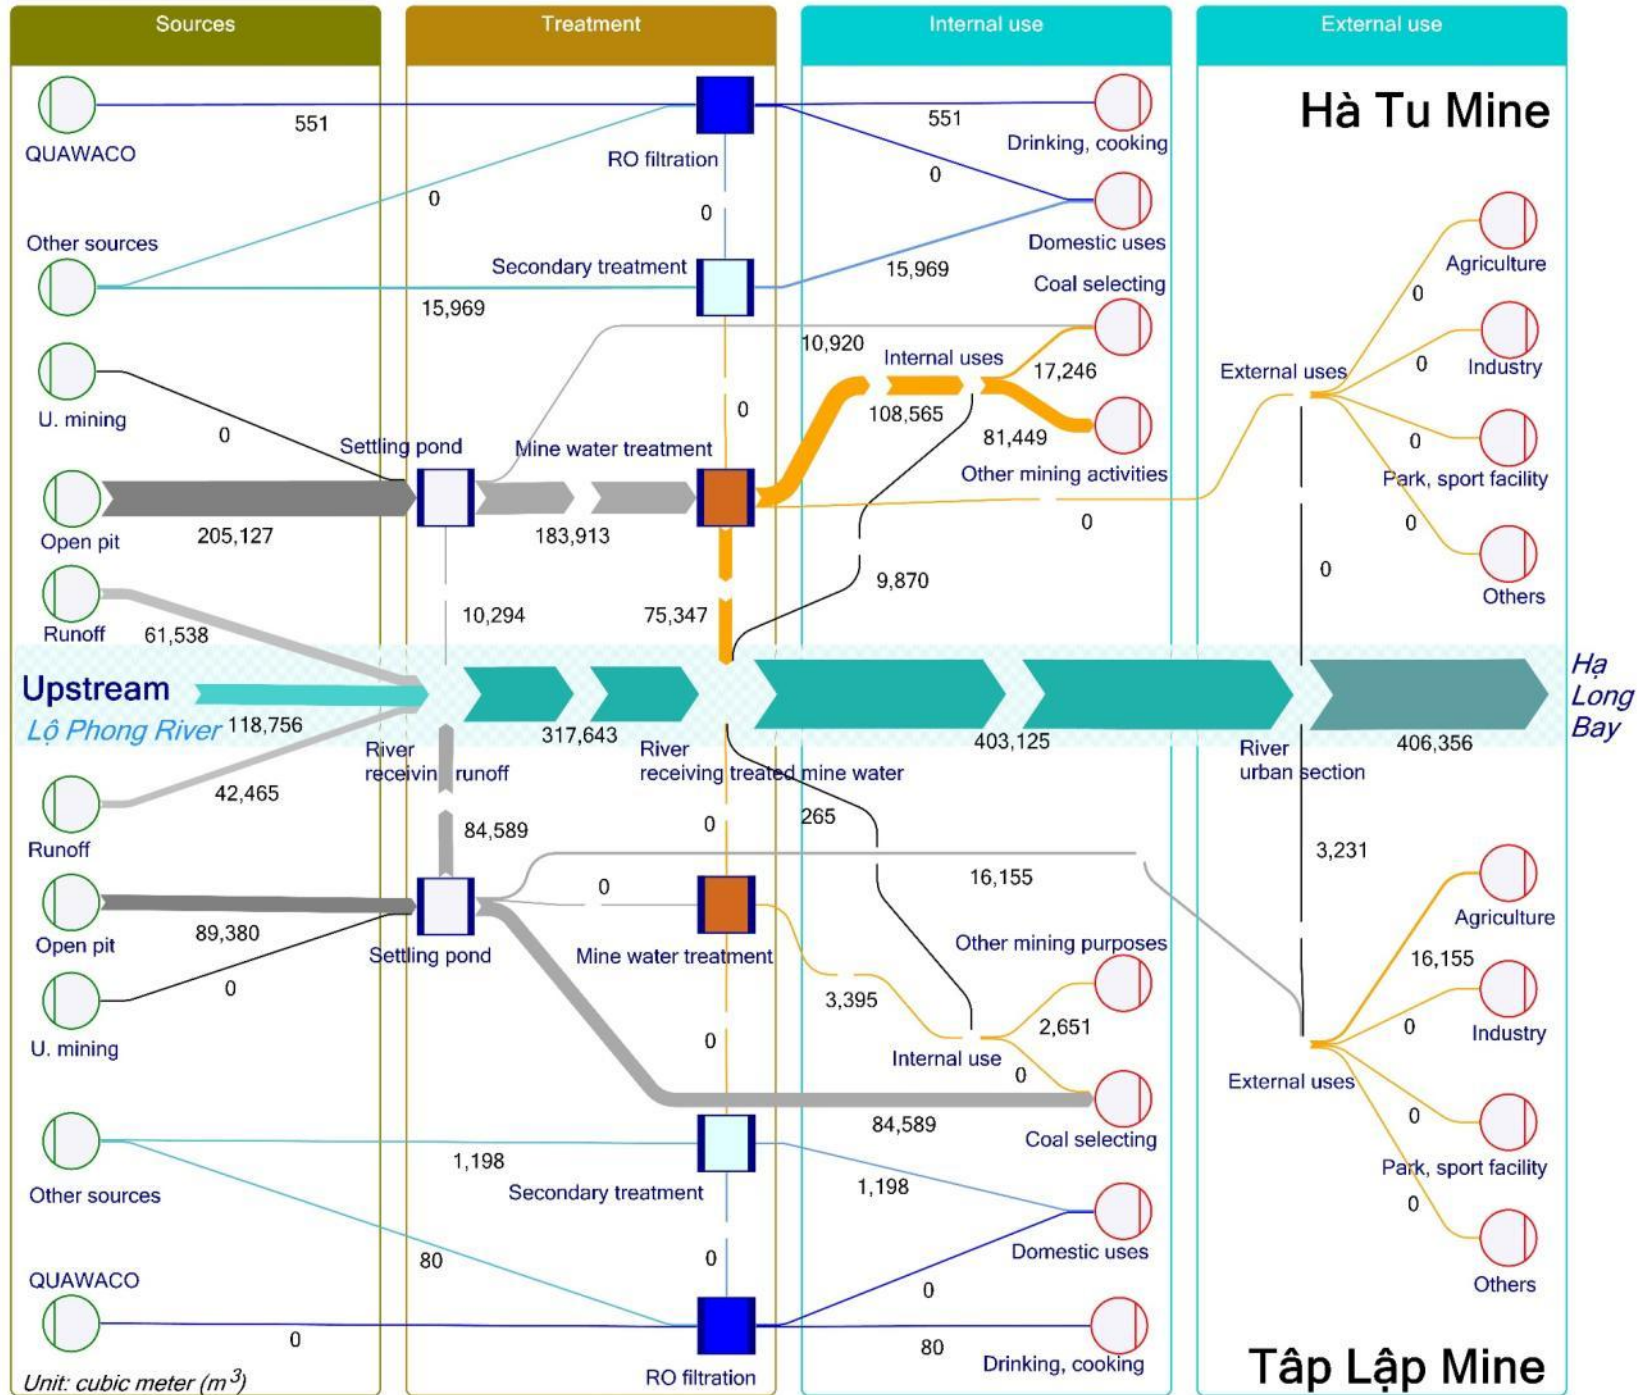 Sources
Treatment
Internal use
External use
Hà Tu Mine
QUAWACO
551
RO filtration
551
Drinking, cooking
0
0
0
Domestic uses
Other sources
15,969
Secondary treatment
15,969
Coal selecting
Agriculture
0
U. mining
0
10,920
Internal uses
17,246
108,565
81,449
0
External uses
0
Industry
Settling pond
Mine water treatment
Other mining activities
0
Park, sport facility
Open pit
205,127
183,913
0
0
9,870
0
Others
Runoff
61,538
10,294
75,347
Upstream
Lộ Phong River
118,756
317,643
403,125
406,356
Hạ
Long
Bay
River
receivin runoff
River
receiving treated mine water
River
urban section
42,465
Runoff
84,589
0
265
3,231
16,155
0
Open pit
89,380
Settling pond
Mine water treatment
Other mining purposes
Agriculture
16,155
0
U. mining
3,395
2,651
0
Internal use
0
0
Industry
External uses
84,589
Coal selecting
0
Park, sport facility
Other sources
1,198
Secondary treatment
1,198
0
Domestic uses
Others
80
0
QUAWACO
0
0
RO filtration
80
Drinking, cooking
Tâp Lập Mine
Unit: cubic meter (m³)